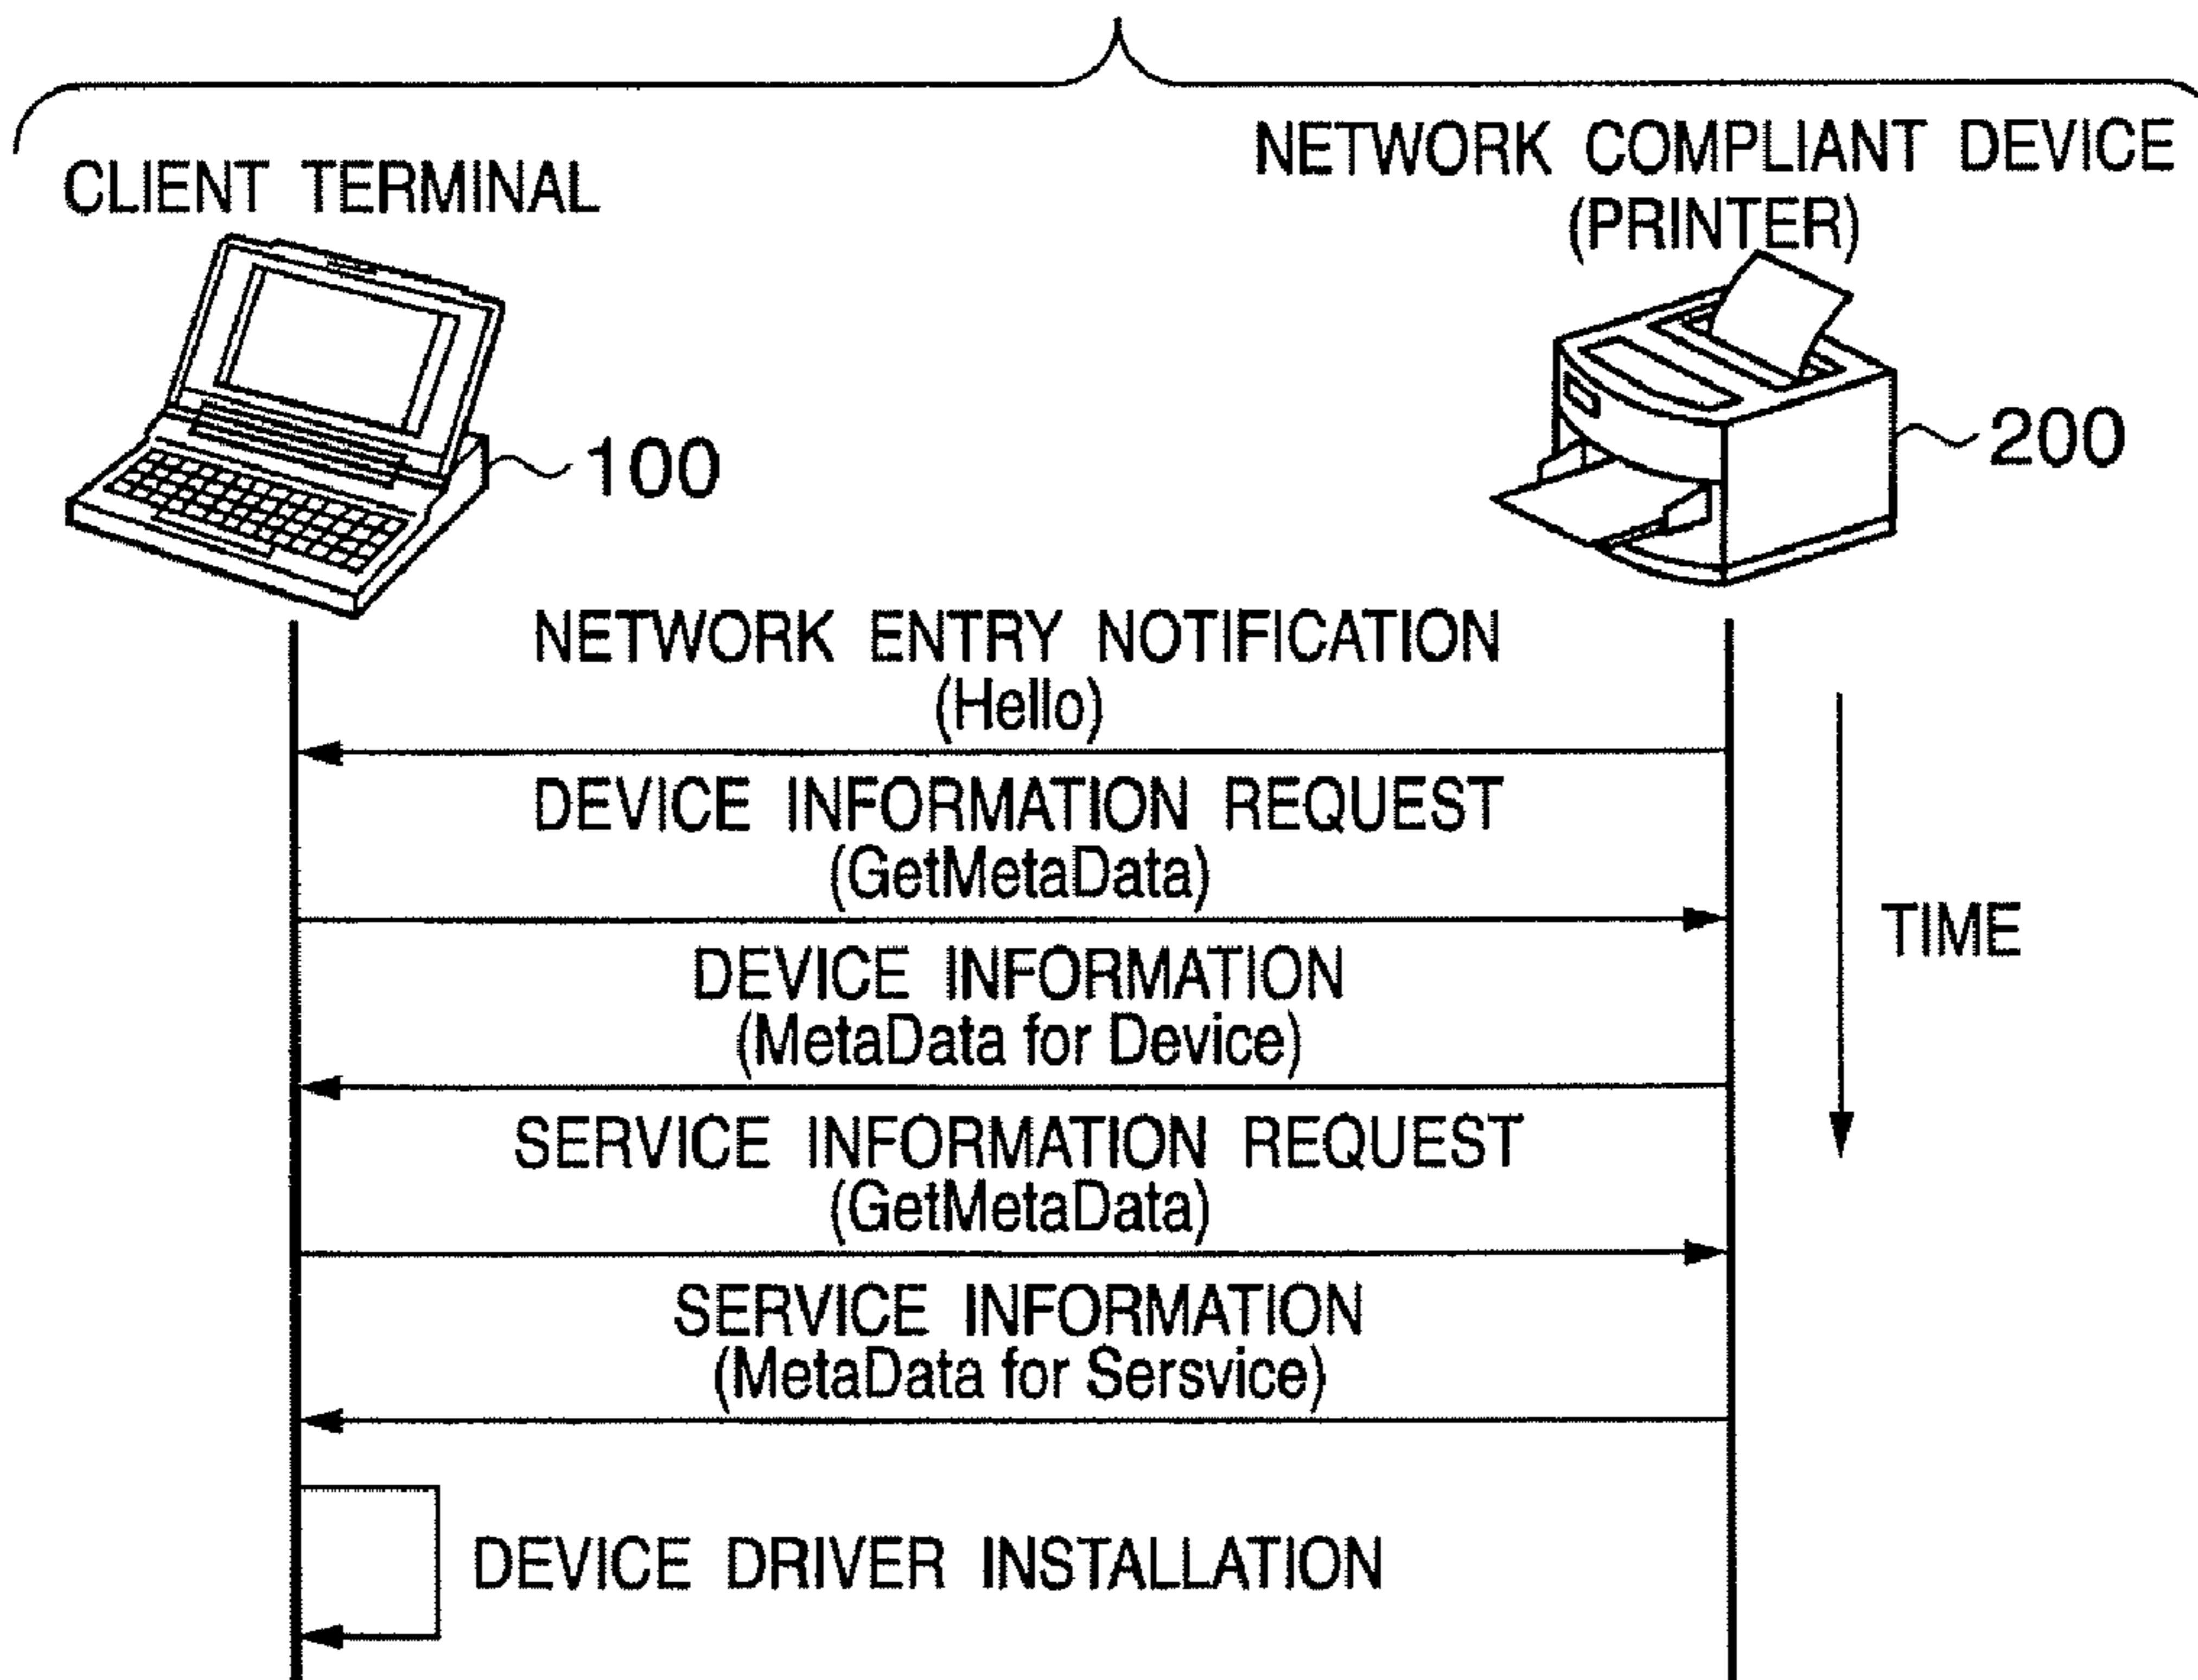 CLIENT TERMINAL
NETWORK COMPLIANT DEVICE
(PRINTER)
100
200
NETWORK ENTRY NOTIFICATION
(Hello)
DEVICE INFORMATION REQUEST
(GetMetaData)
TIME
DEVICE INFORMATION
(MetaData for Device)
SERVICE INFORMATION REQUEST
(GetMetaData)
SERVICE INFORMATION
(MetaData for Sersvice)
DEVICE DRIVER INSTALLATION